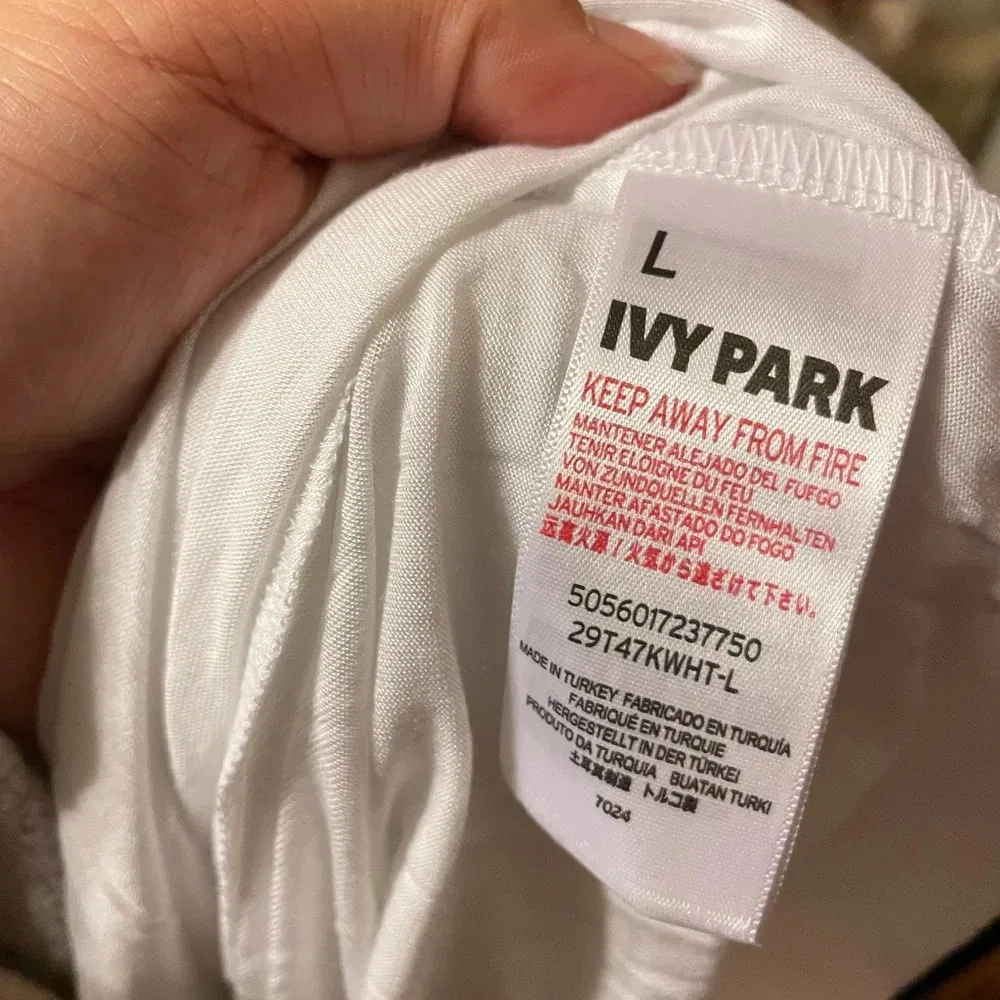 L
IVY PARK
KEEP AWAY FROM FIRE
MANTENER ALEJADO DEL FUFGO
TENIR ELOIGNE DU FEU
VON ZUNDQUELLEN FERNHALTEN
MANTER AFASTADO DO FOGO
JAUHKAN DARI API
远离火源 / 火気から遠ざけて下さい。
5056017237750
29T47KWHT-L
MADE IN TURKEY FABRICADO EN TURQUÍA
FABRIQUÉ EN TURQUIE
HERGESTELLT IN DER TÜRKEI
PRODUTO DA TURQUIA BUATAN TURKI
土耳其制造 トルコ製
7024